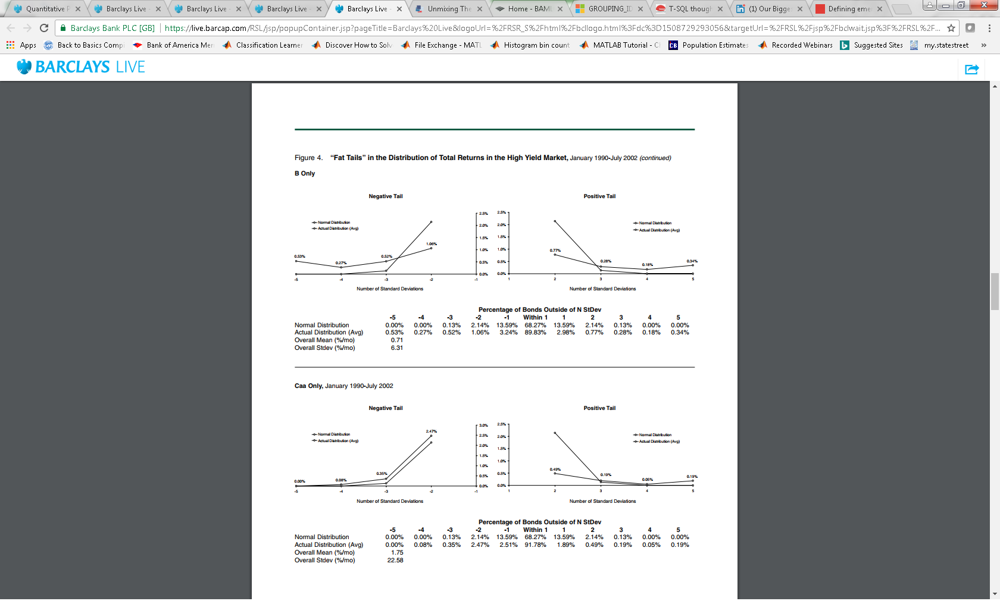 Quantitative P
Barclays Live -
Barclays Live -
Barclays Live -
Barclays Live -
Unmixing The
Home - BAML
GROUPING_ID
T-SQL though
(1) Our Bigge
Defining eme
Barclays Bank PLC [GB] | https://live.barcap.com/RSL/jsp/popupContainer.jsp?pageTitle=Barclays%20Live&logoUrl=%2FRSR_S%2Fhtml%2Fbcllogo.html%3Fdc%3D1508729293056&targetUrl=%2FRSL%2Fjsp%2Fbclwait.jsp%3F%2FRSL%2F...
Apps Back to Basics Compi Bank of America Mer Classification Learner Discover How to Solv File Exchange - MATL Histogram bin count MATLAB Tutorial - C Population Estimates Recorded Webinars Suggested Sites my.statestreet »
BARCLAYS LIVE
Figure 4. “Fat Tails” in the Distribution of Total Returns in the High Yield Market, January 1990-July 2002 (continued)
B Only
Negative Tail
Normal Distribution
Actual Distribution (Avg)
0.53%
0.27%
0.52%
1.06%
2.5%
2.0%
1.5%
1.0%
0.5%
0.0%
-5 -4 -3 -2 -1
Number of Standard Deviations
Positive Tail
2.5%
2.0%
1.5%
1.0%
0.5%
0.0%
Normal Distribution
Actual Distribution (Avg)
0.77%
0.28%
0.18%
0.34%
1 2 3 4 5
Number of Standard Deviations
Percentage of Bonds Outside of N StDev
-5 -4 -3 -2 -1 Within 1 1 2 3 4 5
Normal Distribution 0.00% 0.00% 0.13% 2.14% 13.59% 68.27% 13.59% 2.14% 0.13% 0.00% 0.00%
Actual Distribution (Avg) 0.53% 0.27% 0.52% 1.06% 3.24% 89.83% 2.98% 0.77% 0.28% 0.18% 0.34%
Overall Mean (%/mo) 0.71
Overall Stdev (%/mo) 6.31
Caa Only, January 1990-July 2002
Negative Tail
Normal Distribution
Actual Distribution (Avg)
0.00%
0.08%
0.35%
2.47%
3.0%
2.5%
2.0%
1.5%
1.0%
0.5%
0.0%
-5 -4 -3 -2 -1
Number of Standard Deviations
Positive Tail
2.5%
2.0%
1.5%
1.0%
0.5%
0.0%
Normal Distribution
Actual Distribution (Avg)
0.49%
0.19%
0.05%
0.19%
1 2 3 4 5
Number of Standard Deviations
Percentage of Bonds Outside of N StDev
-5 -4 -3 -2 -1 Within 1 1 2 3 4 5
Normal Distribution 0.00% 0.00% 0.13% 2.14% 13.59% 68.27% 13.59% 2.14% 0.13% 0.00% 0.00%
Actual Distribution (Avg) 0.00% 0.08% 0.35% 2.47% 2.51% 91.78% 1.89% 0.49% 0.19% 0.05% 0.19%
Overall Mean (%/mo) 1.75
Overall Stdev (%/mo) 22.58